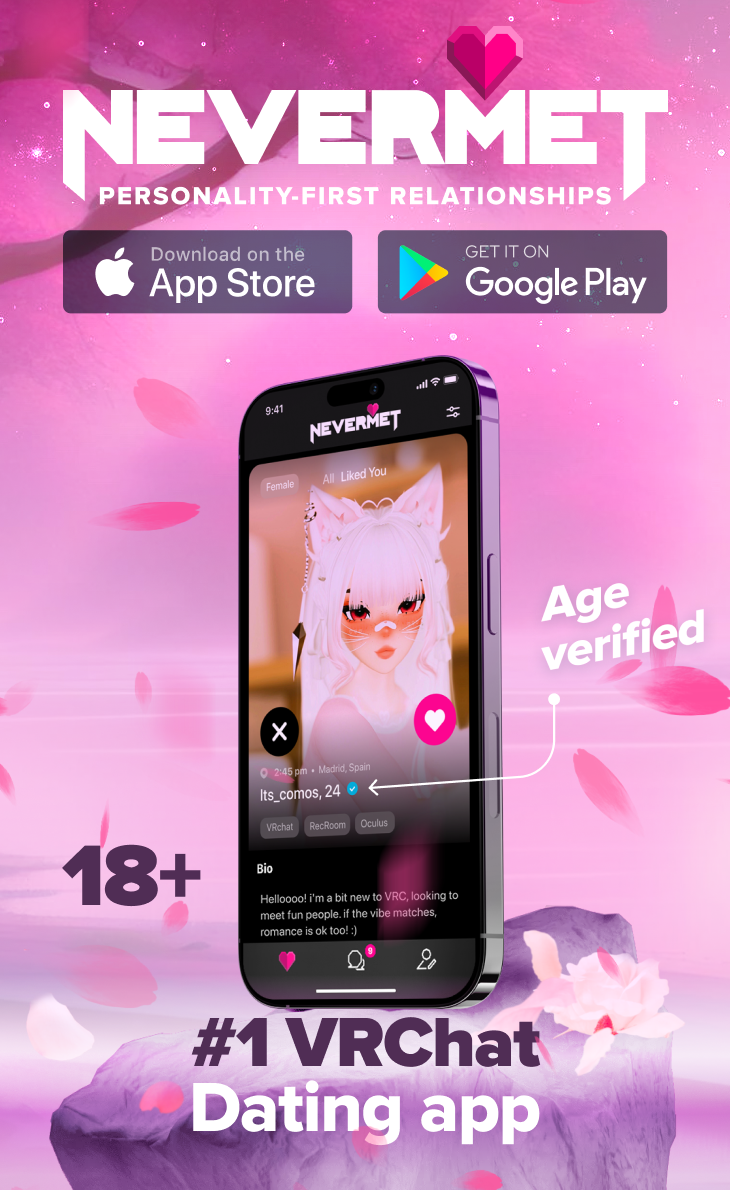 NEVERMET
PERSONALITY-FIRST RELATIONSHIPS
Download on the
App Store
GET IT ON
Google Play
9:41
NEVERMET
Female
All Liked You
Age
verified
2:45 pm • Madrid, Spain
Its_comos, 24
VRchat RecRoom Oculus
Bio
Helloooo! i'm a bit new to VRC, looking to
meet fun people. if the vibe matches,
romance is ok too! :)
9
18+
#1 VRChat
Dating app